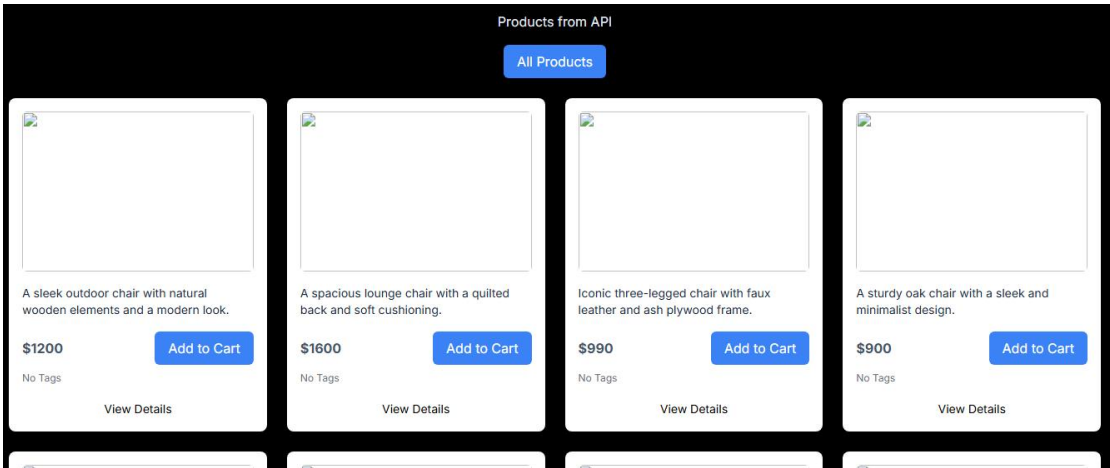 Products from API
All Products
A sleek outdoor chair with natural
wooden elements and a modern look.
$1200
Add to Cart
No Tags
View Details
A spacious lounge chair with a quilted
back and soft cushioning.
$1600
Add to Cart
No Tags
View Details
Iconic three-legged chair with faux
leather and ash plywood frame.
$990
Add to Cart
No Tags
View Details
A sturdy oak chair with a sleek and
minimalist design.
$900
Add to Cart
No Tags
View Details